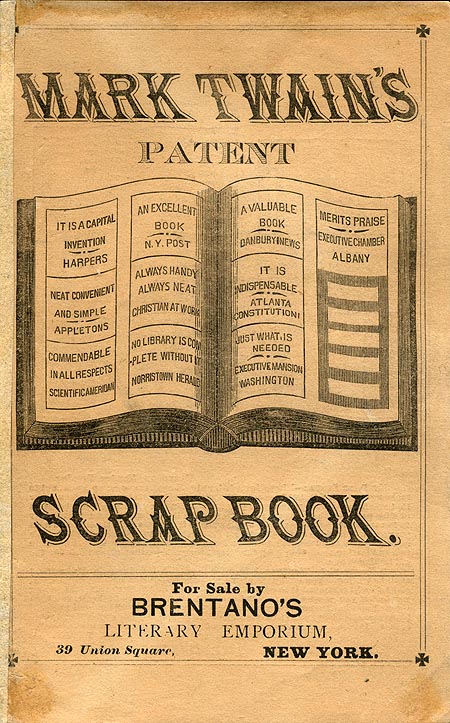 MARK TWAIN'S
PATENT
IT IS A CAPITAL
INVENTION
HARPERS
NEAT CONVENIENT
AND SIMPLE
APPLETONS
COMMENDABLE
IN ALL RESPECTS
SCIENTIFIC AMERICAN
AN EXCELLENT
BOOK
N.Y. POST
ALWAYS HANDY
ALWAYS NEAT
CHRISTIAN AT WORK
NO LIBRARY IS COM
-PLETE WITHOUT IT
NORRISTOWN HERALD
A VALUABLE
BOOK
DANBURY NEWS
IT IS
INDISPENSABLE
ATLANTA
CONSTITUTION
JUST WHAT IS
NEEDED
EXECUTIVE MANSION
WASHINGTON
MERITS PRAISE
EXECUTIVE CHAMBER
ALBANY
SCRAP BOOK.
For Sale by
BRENTANO'S
LITERARY EMPORIUM,
39 Union Square, NEW YORK.